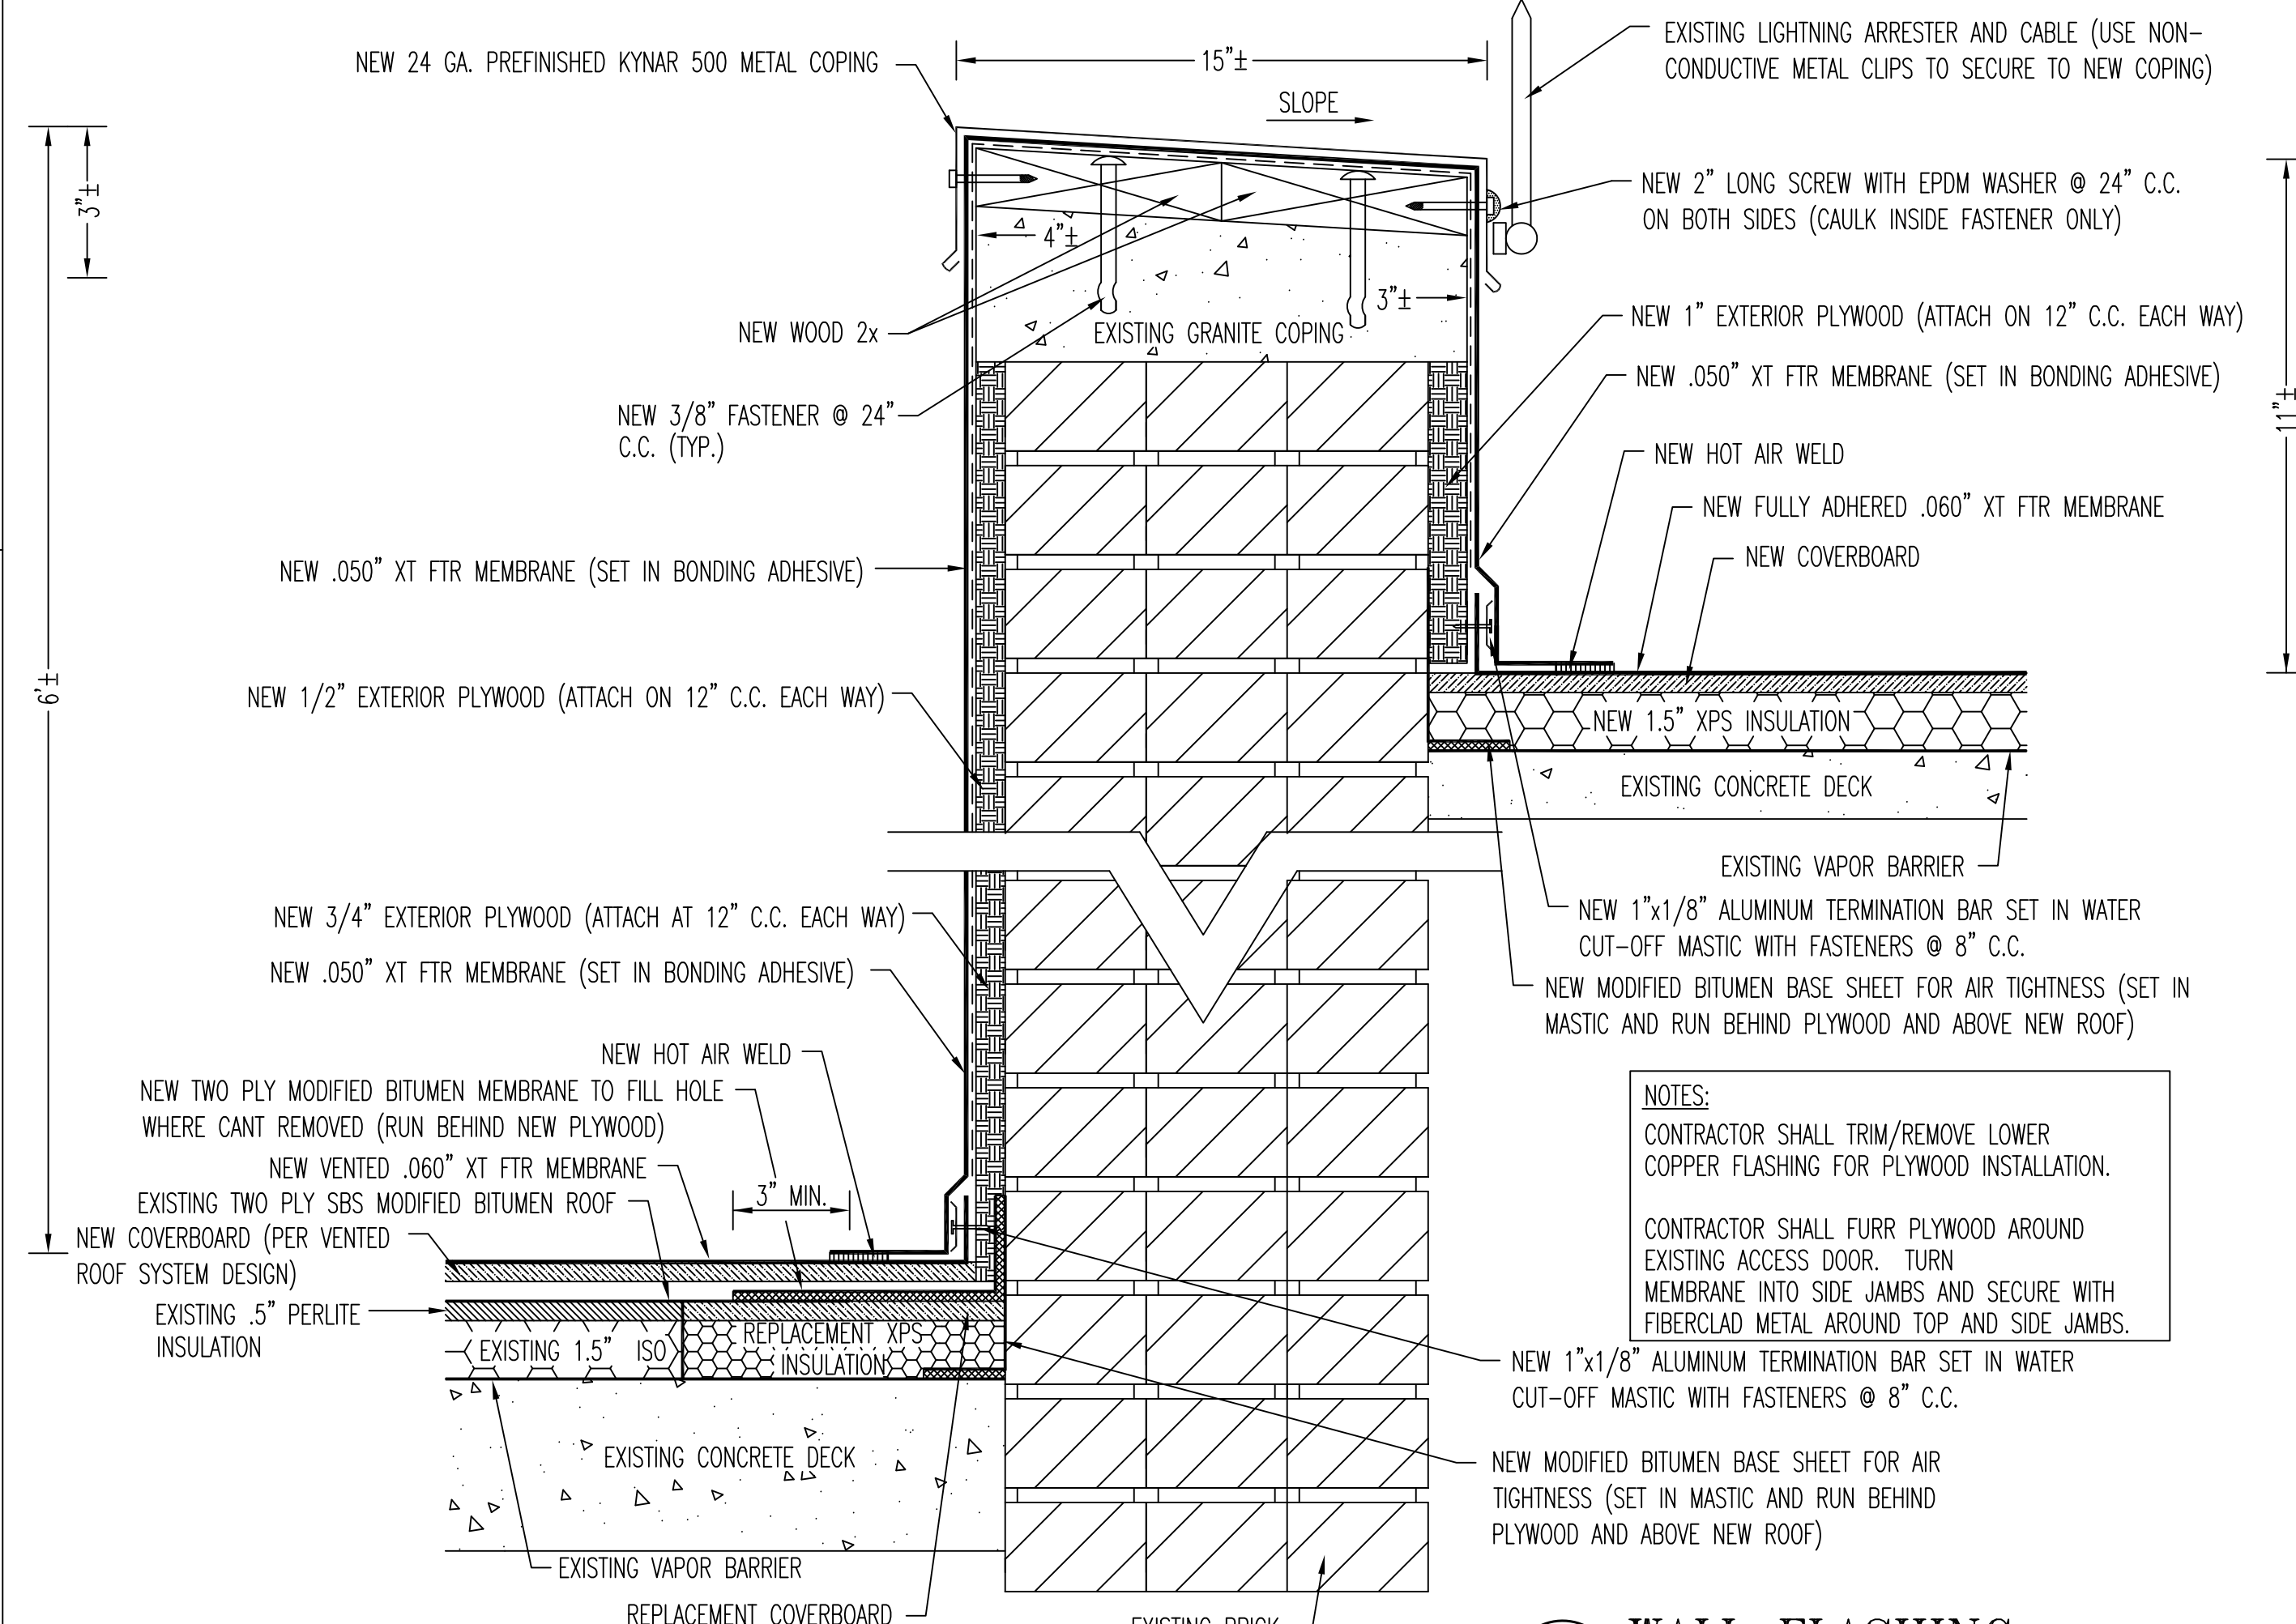 NEW 24 GA. PREFINISHED KYNAR 500 METAL COPING
15"±
SLOPE
EXISTING LIGHTNING ARRESTER AND CABLE (USE NON-
CONDUCTIVE METAL CLIPS TO SECURE TO NEW COPING)
3"±
NEW 2" LONG SCREW WITH EPDM WASHER @ 24" C.C.
ON BOTH SIDES (CAULK INSIDE FASTENER ONLY)
4"±
3"±
NEW WOOD 2x
EXISTING GRANITE COPING
NEW 1" EXTERIOR PLYWOOD (ATTACH ON 12" C.C. EACH WAY)
NEW .050" XT FTR MEMBRANE (SET IN BONDING ADHESIVE)
11"±
NEW 3/8" FASTENER @ 24"
C.C. (TYP.)
NEW HOT AIR WELD
NEW FULLY ADHERED .060" XT FTR MEMBRANE
NEW COVERBOARD
NEW .050" XT FTR MEMBRANE (SET IN BONDING ADHESIVE)
6'±
NEW 1/2" EXTERIOR PLYWOOD (ATTACH ON 12" C.C. EACH WAY)
NEW 1.5" XPS INSULATION
EXISTING CONCRETE DECK
EXISTING VAPOR BARRIER
NEW 3/4" EXTERIOR PLYWOOD (ATTACH AT 12" C.C. EACH WAY)
NEW 1"x1/8" ALUMINUM TERMINATION BAR SET IN WATER
CUT-OFF MASTIC WITH FASTENERS @ 8" C.C.
NEW .050" XT FTR MEMBRANE (SET IN BONDING ADHESIVE)
NEW MODIFIED BITUMEN BASE SHEET FOR AIR TIGHTNESS (SET IN
MASTIC AND RUN BEHIND PLYWOOD AND ABOVE NEW ROOF)
NEW HOT AIR WELD
NEW TWO PLY MODIFIED BITUMEN MEMBRANE TO FILL HOLE
WHERE CANT REMOVED (RUN BEHIND NEW PLYWOOD)
NEW VENTED .060" XT FTR MEMBRANE
EXISTING TWO PLY SBS MODIFIED BITUMEN ROOF
3" MIN.
NEW COVERBOARD (PER VENTED
ROOF SYSTEM DESIGN)
EXISTING .5" PERLITE
INSULATION
EXISTING 1.5" ISO
REPLACEMENT XPS
INSULATION
NOTES:
CONTRACTOR SHALL TRIM/REMOVE LOWER
COPPER FLASHING FOR PLYWOOD INSTALLATION.
CONTRACTOR SHALL FURR PLYWOOD AROUND
EXISTING ACCESS DOOR. TURN
MEMBRANE INTO SIDE JAMBS AND SECURE WITH
FIBERCLAD METAL AROUND TOP AND SIDE JAMBS.
NEW 1"x1/8" ALUMINUM TERMINATION BAR SET IN WATER
CUT-OFF MASTIC WITH FASTENERS @ 8" C.C.
EXISTING CONCRETE DECK
NEW MODIFIED BITUMEN BASE SHEET FOR AIR
TIGHTNESS (SET IN MASTIC AND RUN BEHIND
PLYWOOD AND ABOVE NEW ROOF)
EXISTING VAPOR BARRIER
REPLACEMENT COVERBOARD
EXISTING BRICK
WALL FLASHING